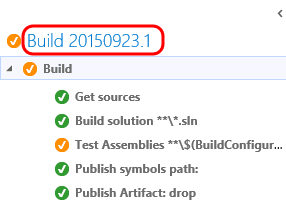 Build 20150923.1
Build
Get sources
Build solution **\*.sln
Test Assemblies **\$(BuildConfigur...
Publish symbols path:
Publish Artifact: drop